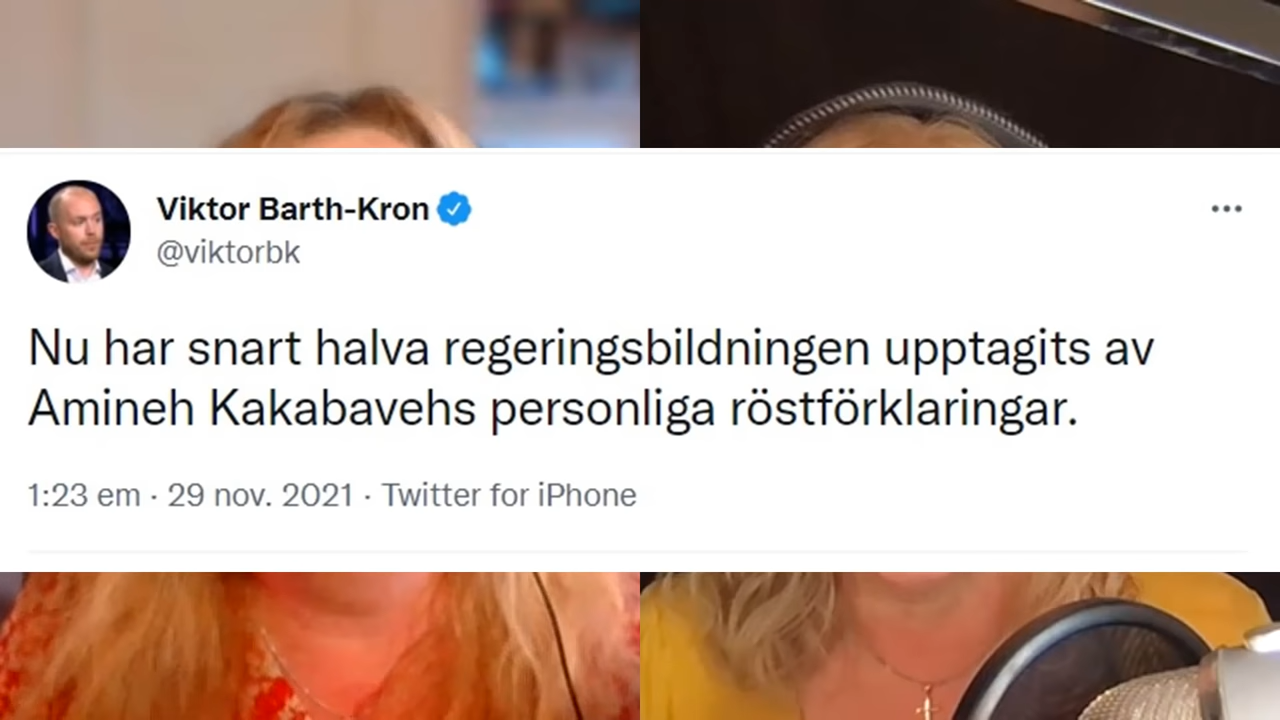 Viktor Barth-Kron
@viktorbk
Nu har snart halva regeringsbildningen upptagits av
Amineh Kakabavehs personliga röstförklaringar.
1:23 em · 29 nov. 2021 · Twitter for iPhone